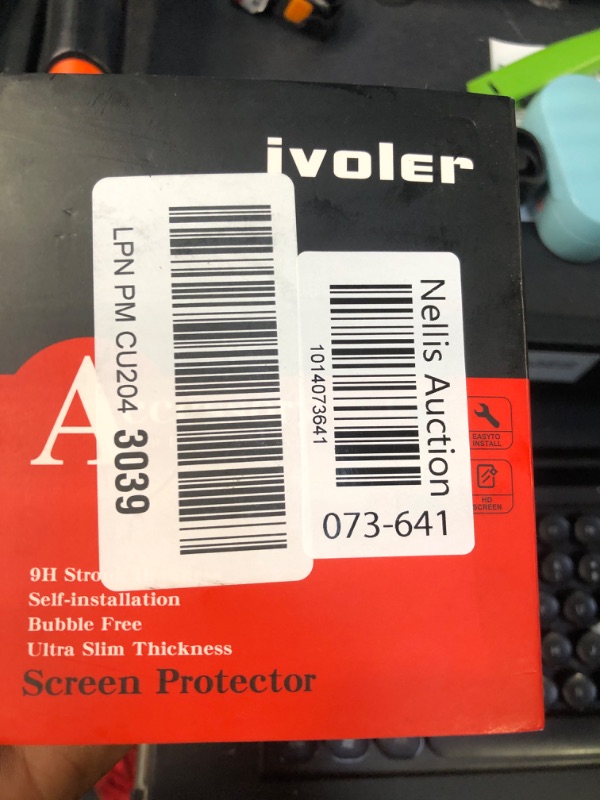 ivoler
LPN PM CU204 3039
Nellis Auction
1014073641
073-641
A
EASYTO
INSTALL
HD
SCREEN
9H Stro
Self-installation
Bubble Free
Ultra Slim Thickness
Screen Protector